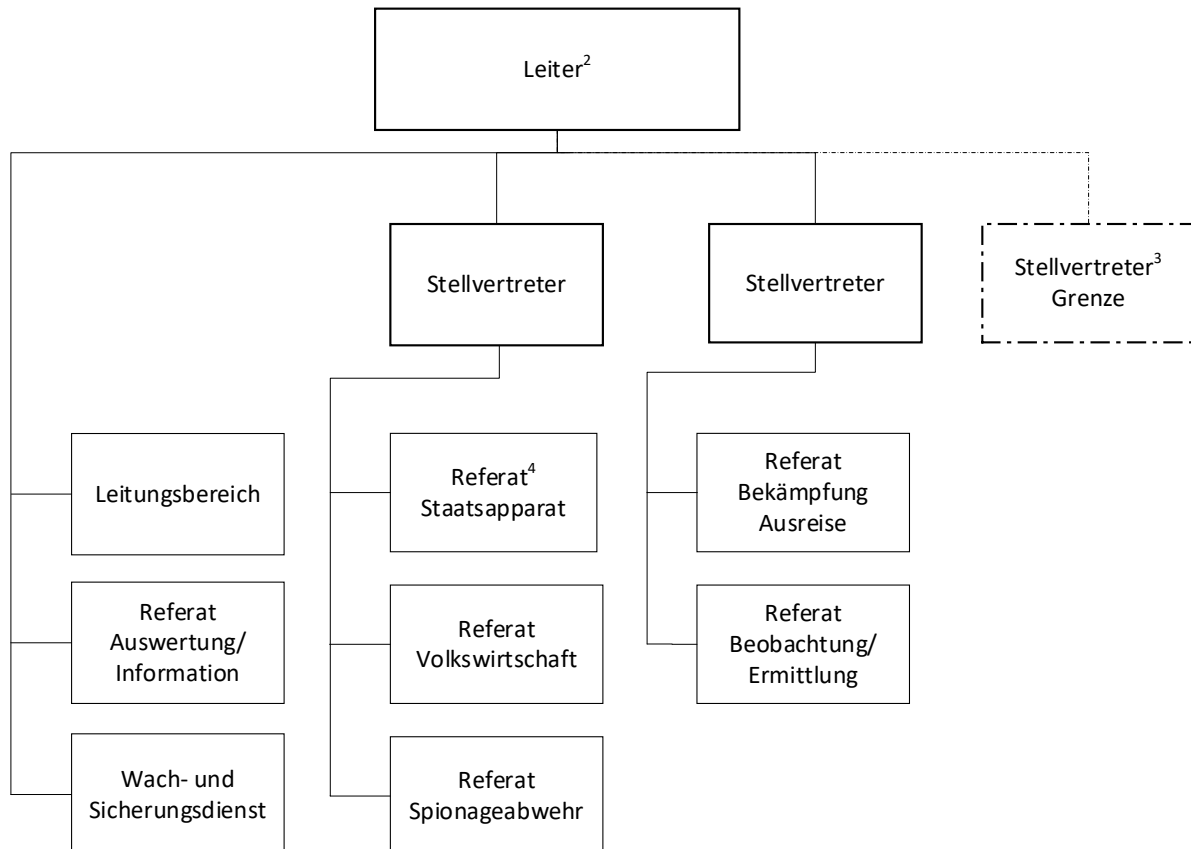 Leiter²
Stellvertreter
Stellvertreter
Stellvertreter³
Grenze
Leitungsbereich
Referat⁴
Staatsapparat
Referat
Bekämpfung
Ausreise
Referat
Auswertung/
Information
Referat
Volkswirtschaft
Referat
Beobachtung/
Ermittlung
Wach- und
Sicherungsdienst
Referat
Spionageabwehr